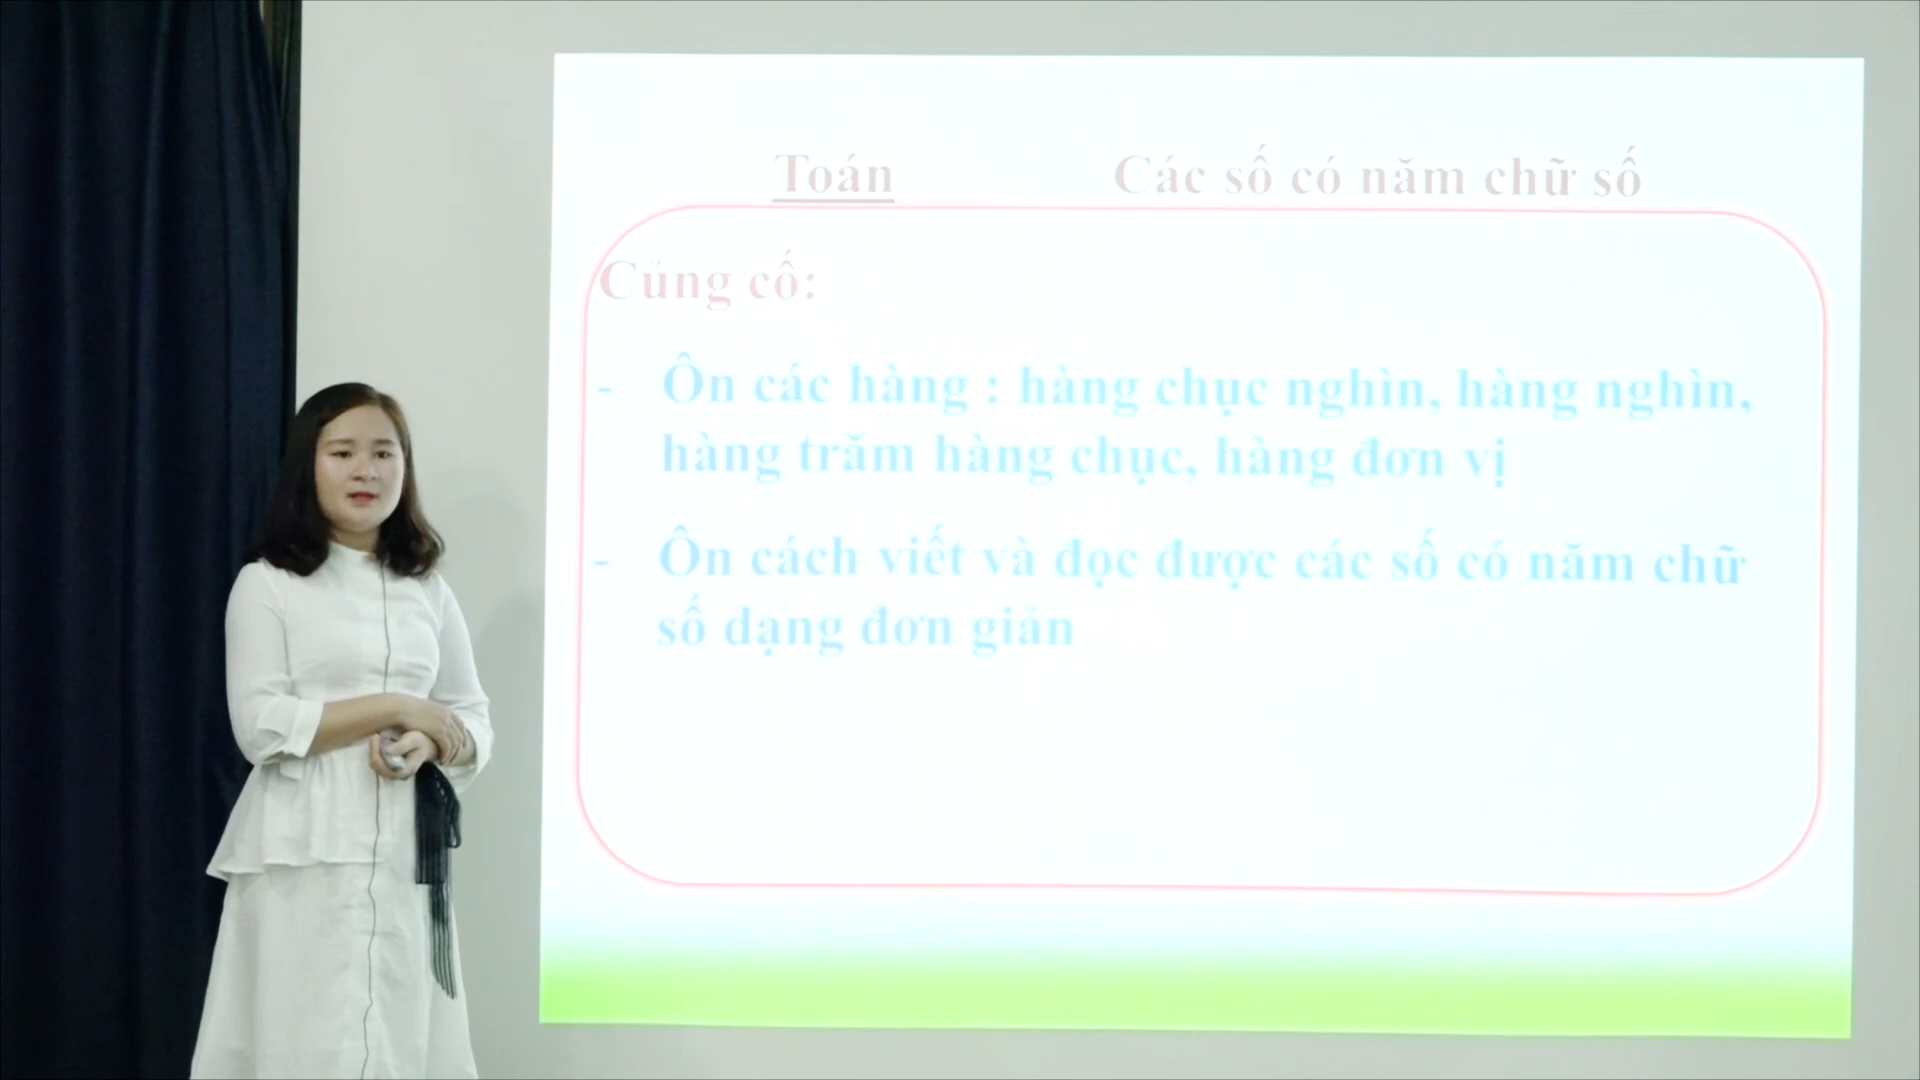 Toán Các số có năm chữ số
Củng cố:
- Ôn các hàng : hàng chục nghìn, hàng nghìn,
hàng trăm hàng chục, hàng đơn vị
- Ôn cách viết và đọc được các số có năm chữ
số dạng đơn giản